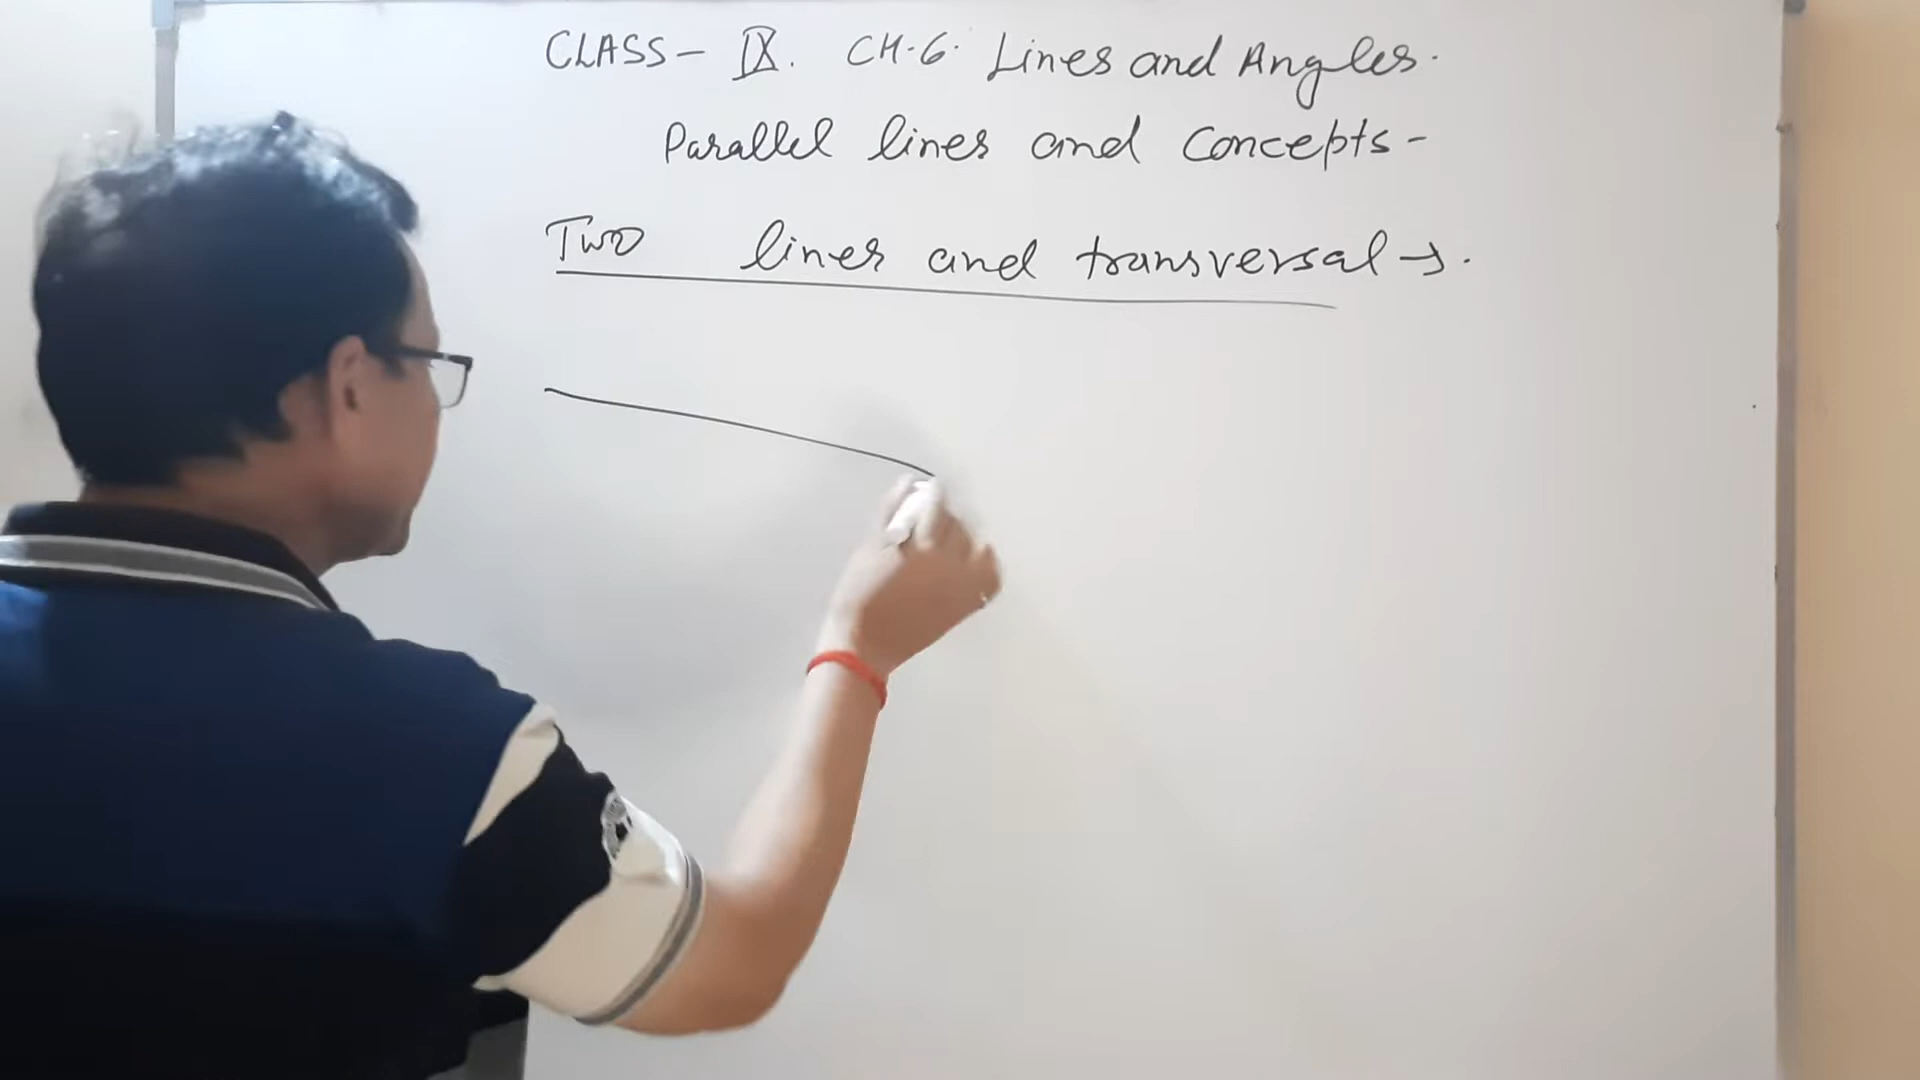 CLASS- IX. CH.6. Lines and Angles.
Parallel lines and Concepts-
Two lines and transversal →.